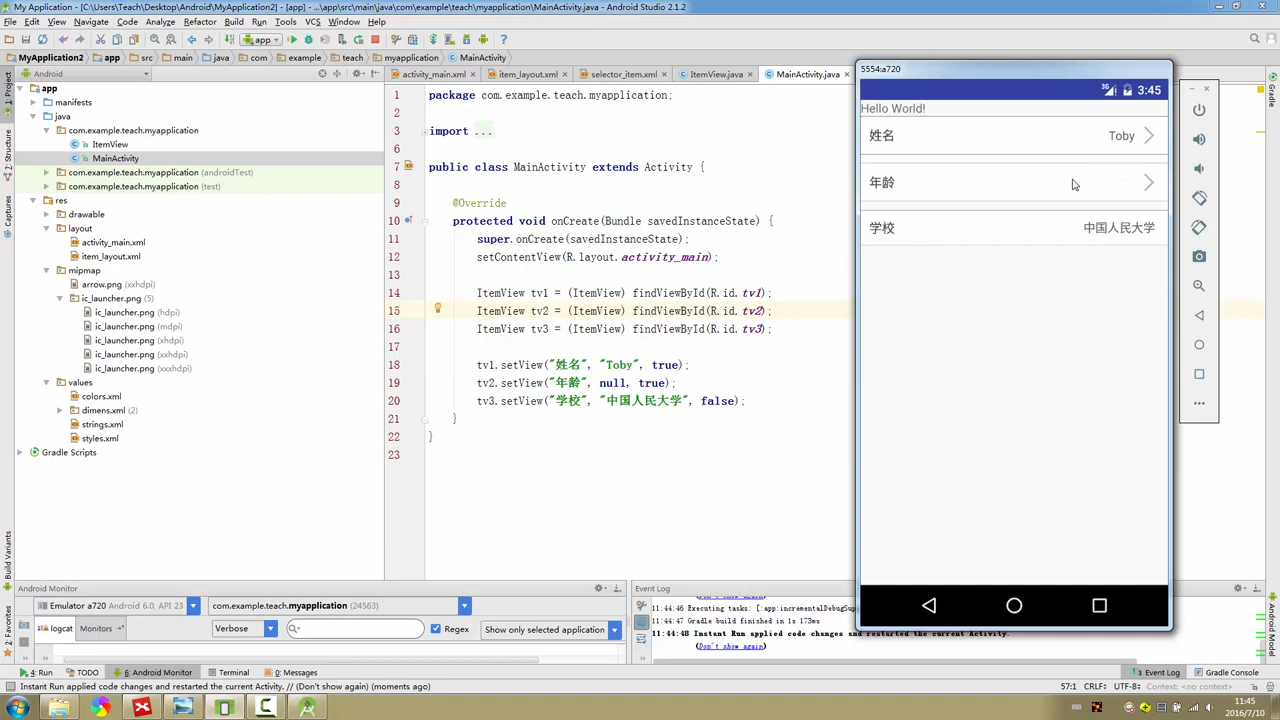 My Application - [C:\Users\Teach\Desktop\Android\MyApplication2] - [app] - ...\app\src\main\java\com\example\teach\myapplication\MainActivity.java - Android Studio 2.1.2
File Edit View Navigate Code Analyze Refactor Build Run Tools VCS Window Help
app
MyApplication2 app src main java com example teach myapplication MainActivity
Android
activity_main.xml item_layout.xml selector_item.xml ItemView.java MainActivity.java
1: Project
7: Structure
Captures
Build Variants
2: Favorites
app
manifests
java
com.example.teach.myapplication
ItemView
MainActivity
com.example.teach.myapplication (androidTest)
com.example.teach.myapplication (test)
res
drawable
layout
activity_main.xml
item_layout.xml
mipmap
arrow.png (xxhdpi)
ic_launcher.png (5)
ic_launcher.png (hdpi)
ic_launcher.png (mdpi)
ic_launcher.png (xhdpi)
ic_launcher.png (xxhdpi)
ic_launcher.png (xxxhdpi)
values
colors.xml
dimens.xml (2)
strings.xml
styles.xml
Gradle Scripts
1 package com.example.teach.myapplication;
2
3 import ...
7 public class MainActivity extends Activity {
8
9 @Override
10 protected void onCreate(Bundle savedInstanceState) {
11 super.onCreate(savedInstanceState);
12 setContentView(R.layout.activity_main);
13
14 ItemView tv1 = (ItemView) findViewById(R.id.tv1);
15 ItemView tv2 = (ItemView) findViewById(R.id.tv2);
16 ItemView tv3 = (ItemView) findViewById(R.id.tv3);
17
18 tv1.setView("姓名", "Toby", true);
19 tv2.setView("年龄", null, true);
20 tv3.setView("学校", "中国人民大学", false);
21 }
22 }
23
5554:a720
3G 3:45
Hello World!
姓名 Toby
年龄
学校 中国人民大学
Gradle
Android Model
Android Monitor
Emulator a720 Android 6.0, API 23 com.example.teach.myapplication (24563)
logcat Monitors Verbose Regex Show only selected application
Event Log
11:44:46 Executing tasks: [:app:incrementalDebugSup
11:44:47 Gradle build finished in 1s 173ms
11:44:48 Instant Run applied code changes and restarted the current Activity.
(Don't show again)
4: Run TODO 6: Android Monitor Terminal 0: Messages Event Log Gradle Console
Instant Run applied code changes and restarted the current Activity. // (Don't show again) (moments ago) 57:1 CRLF÷ UTF-8÷ Context: <no context>
11:45
2016/7/10